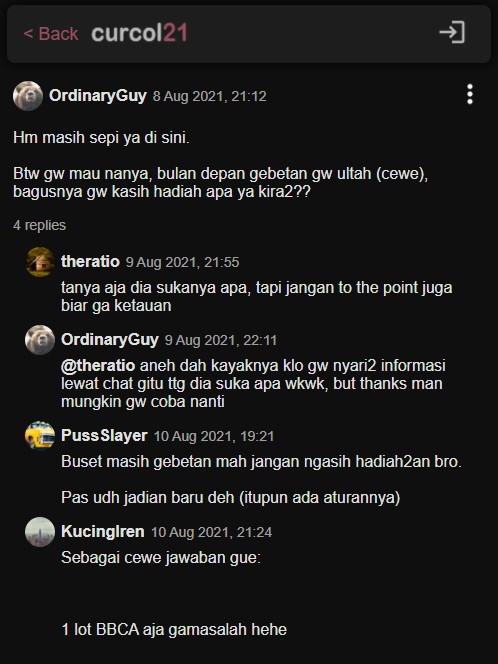 < Back curcol21
OrdinaryGuy 8 Aug 2021, 21:12
Hm masih sepi ya di sini.
Btw gw mau nanya, bulan depan gebetan gw ultah (cewe),
bagusnya gw kasih hadiah apa ya kira2??
4 replies
theratio 9 Aug 2021, 21:55
tanya aja dia sukanya apa, tapi jangan to the point juga
biar ga ketauan
OrdinaryGuy 9 Aug 2021, 22:11
@theratio aneh dah kayaknya klo gw nyari2 informasi
lewat chat gitu ttg dia suka apa wkwk, but thanks man
mungkin gw coba nanti
PussSlayer 10 Aug 2021, 19:21
Buset masih gebetan mah jangan ngasih hadiah2an bro.
Pas udh jadian baru deh (itupun ada aturannya)
KucingIren 10 Aug 2021, 21:24
Sebagai cewe jawaban gue:
1 lot BBCA aja gamasalah hehe